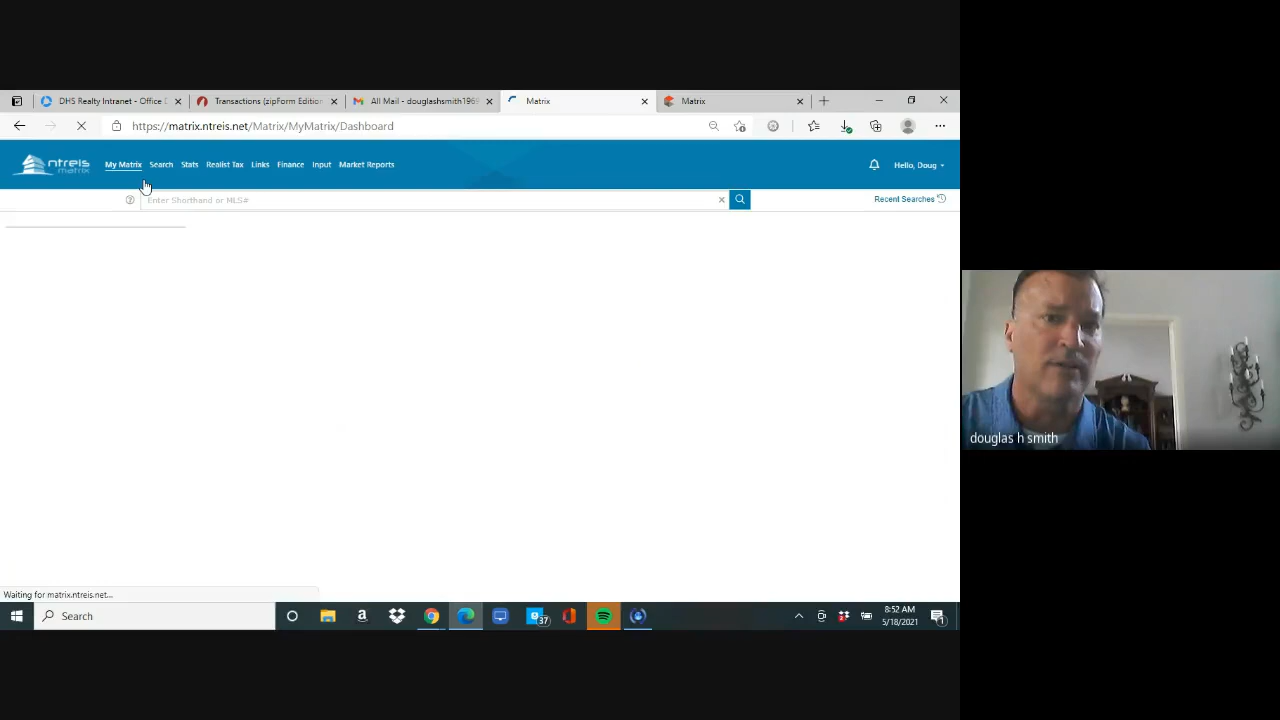 DHS Realty Intranet - Office
Transactions (zipForm Edition
All Mail - douglashsmith1969
Matrix
Matrix
https://matrix.ntreis.net/Matrix/MyMatrix/Dashboard
ntreis
matrix
My Matrix
Search
Stats
Realist Tax
Links
Finance
Input
Market Reports
Hello, Doug
Enter Shorthand or MLS#
Recent Searches
douglas h smith
Waiting for matrix.ntreis.net...
Search
37
8:52 AM
5/18/2021